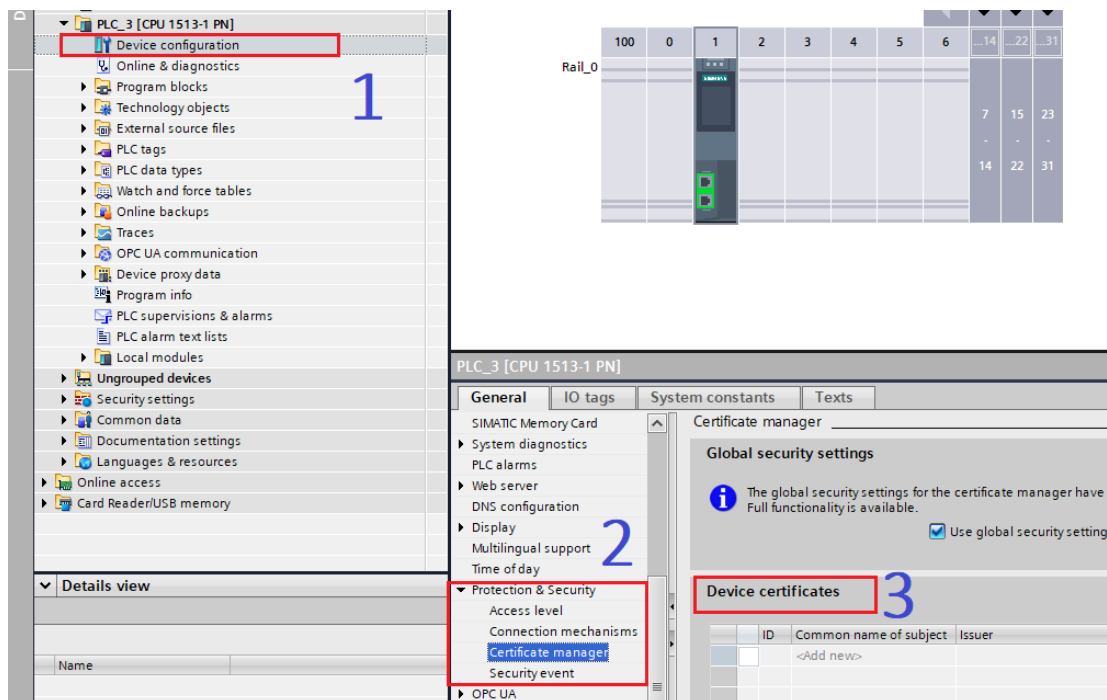 D
PLC_3 [CPU 1513-1 PN]
Device configuration
Online & diagnostics
1
Program blocks
Technology objects
External source files
PLC tags
PLC data types
Watch and force tables
Online backups
Traces
OPC UA communication
Device proxy data
Program info
PLC supervisions & alarms
PLC alarm text lists
Local modules
Ungrouped devices
Security settings
Common data
Documentation settings
Languages & resources
Online access
Card Reader/USB memory
Details view
Name
100 0 1 2 3 4 5 6 ...14 ...22 ...31
Rail_0
SIEMENS
7 15 23
- - -
14 22 31
PLC_3 [CPU 1513-1 PN]
General IO tags System constants Texts
SIMATIC Memory Card
System diagnostics
PLC alarms
Web server
DNS configuration
Display
Multilingual support
2
Time of day
Protection & Security
Access level
Connection mechanisms
Certificate manager
Security event
OPC UA
Certificate manager
Global security settings
The global security settings for the certificate manager have
Full functionality is available.
Use global security setting
Device certificates
3
ID Common name of subject Issuer
<Add new>